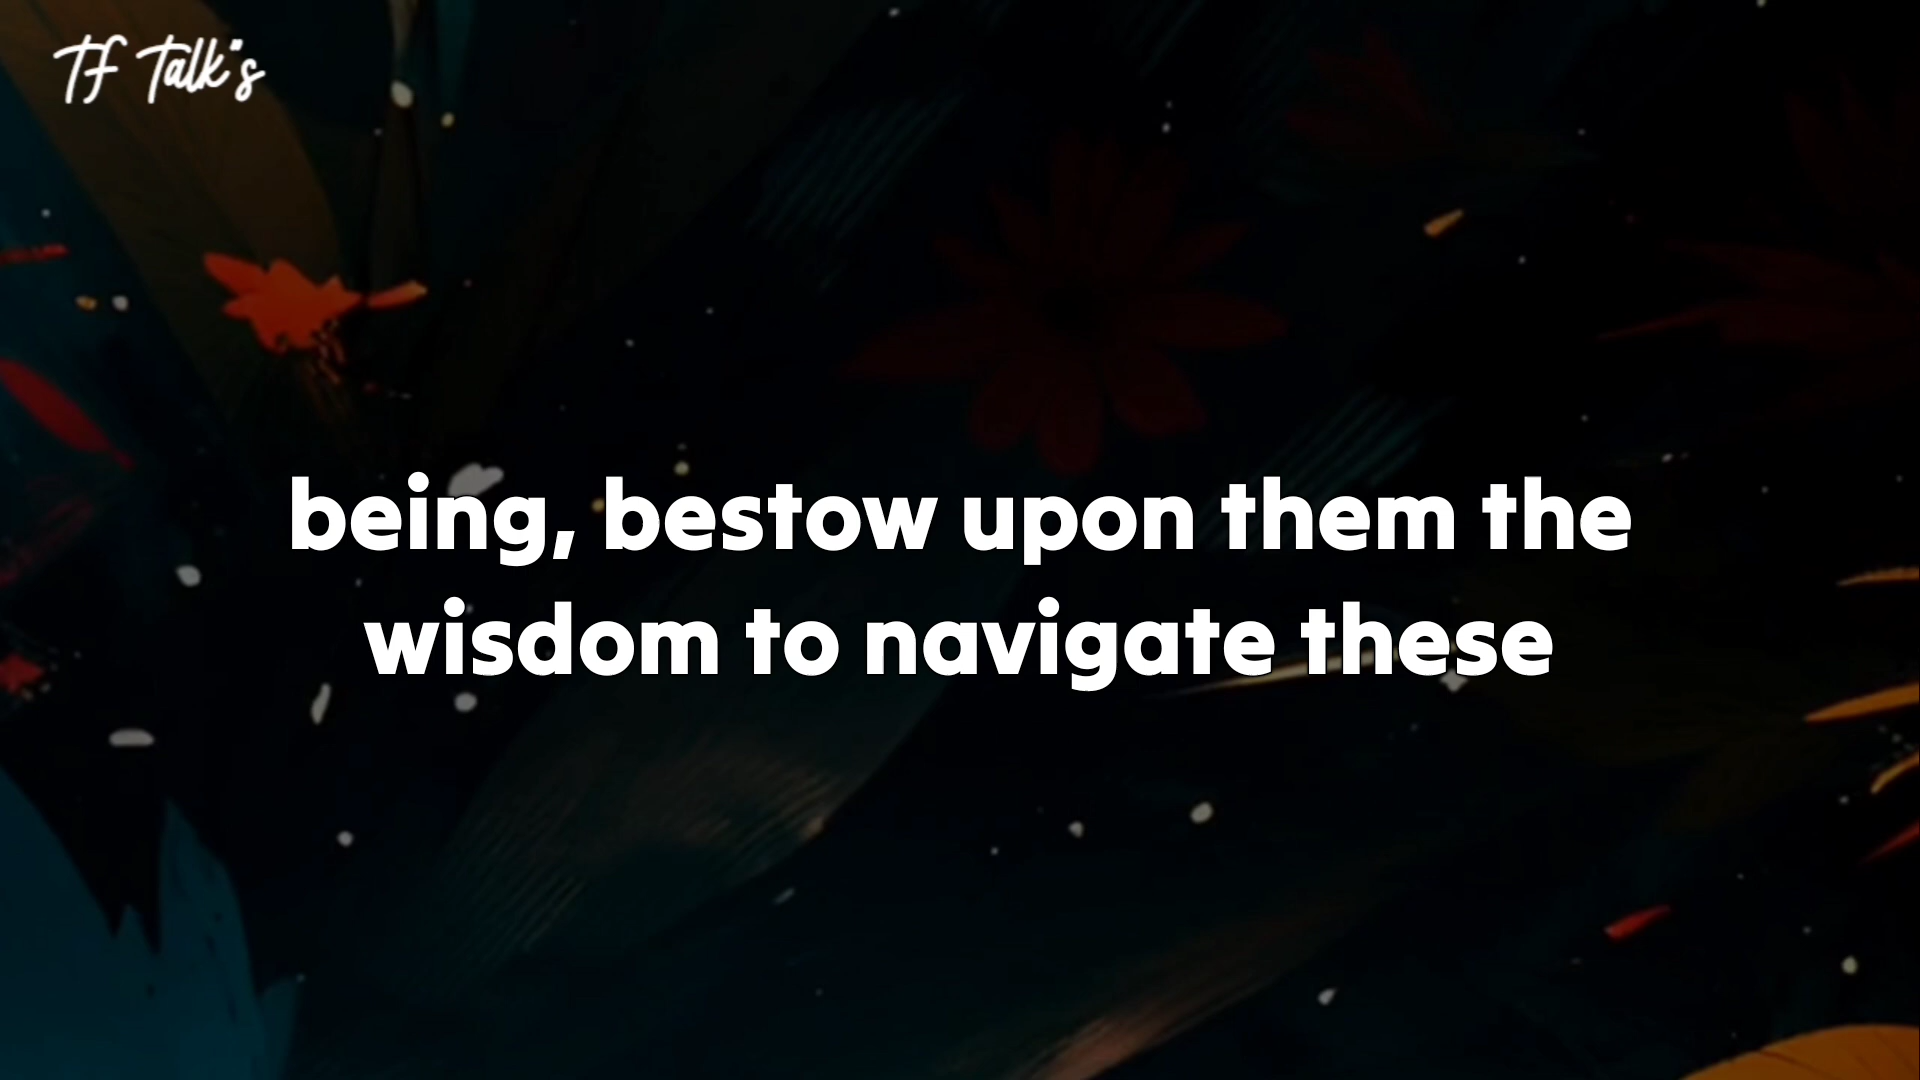 TF Talk's
being, bestow upon them the
wisdom to navigate these